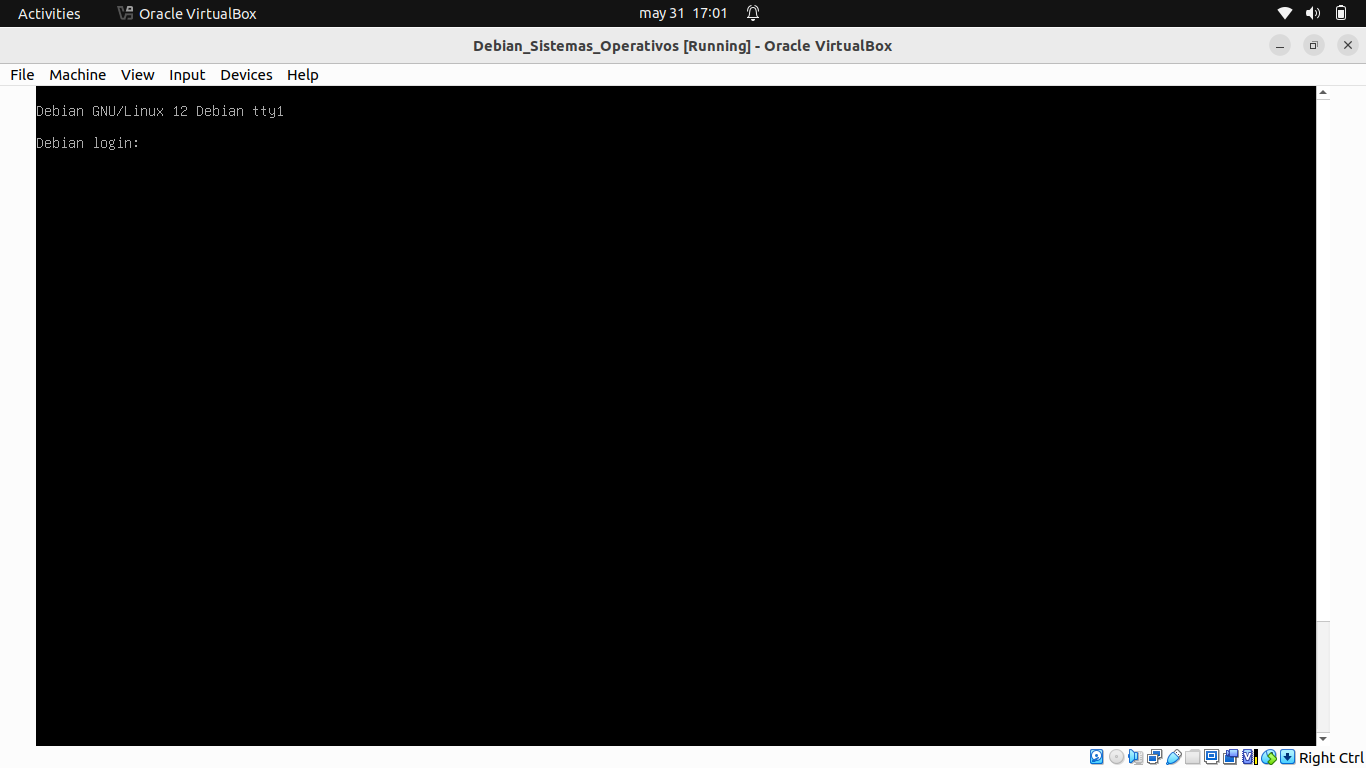 Activities Oracle VirtualBox may 31 17:01
Debian_Sistemas_Operativos [Running] - Oracle VirtualBox
File Machine View Input Devices Help
Debian GNU/Linux 12 Debian tty1
Debian login:
Right Ctrl